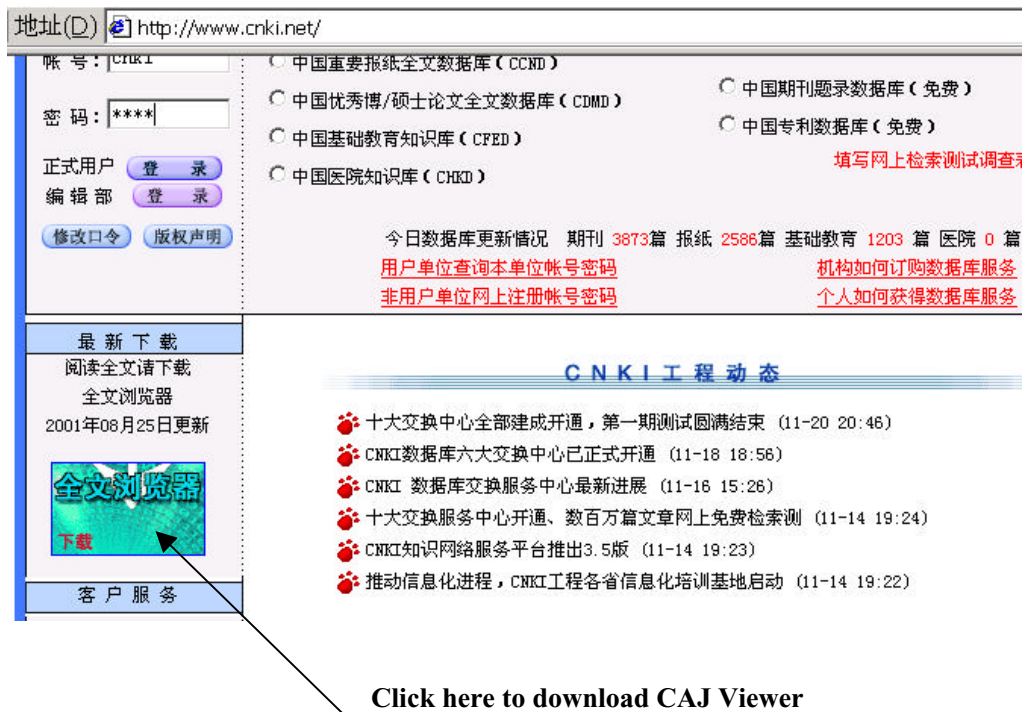 地址(D) http://www.cnki.net/
帐 号: cnki
密 码: ****
正式用户 登 录
编 辑 部 登 录
修改口令 版权声明
中国重要报纸全文数据库(CCND)
中国优秀博/硕士论文全文数据库(CDMD)
中国基础教育知识库(CFED)
中国医院知识库(CHKD)
中国期刊题录数据库(免费)
中国专利数据库(免费)
填写网上检索测试调查表
今日数据库更新情况 期刊 3873篇 报纸 2586篇 基础教育 1203 篇 医院 0 篇
用户单位查询本单位帐号密码 机构如何订购数据库服务
非用户单位网上注册帐号密码 个人如何获得数据库服务
最 新 下 载
阅读全文请下载
全文浏览器
2001年08月25日更新
全文浏览器
下载
客 户 服 务
CNKI工程动态
十大交换中心全部建成开通,第一期测试圆满结束 (11-20 20:46)
CNKI数据库六大交换中心已正式开通 (11-18 18:56)
CNKI 数据库交换服务中心最新进展 (11-16 15:26)
十大交换服务中心开通、数百万篇文章网上免费检索测 (11-14 19:24)
CNKI知识网络服务平台推出3.5版 (11-14 19:23)
推动信息化进程,CNKI工程各省信息化培训基地启动 (11-14 19:22)
Click here to download CAJ Viewer